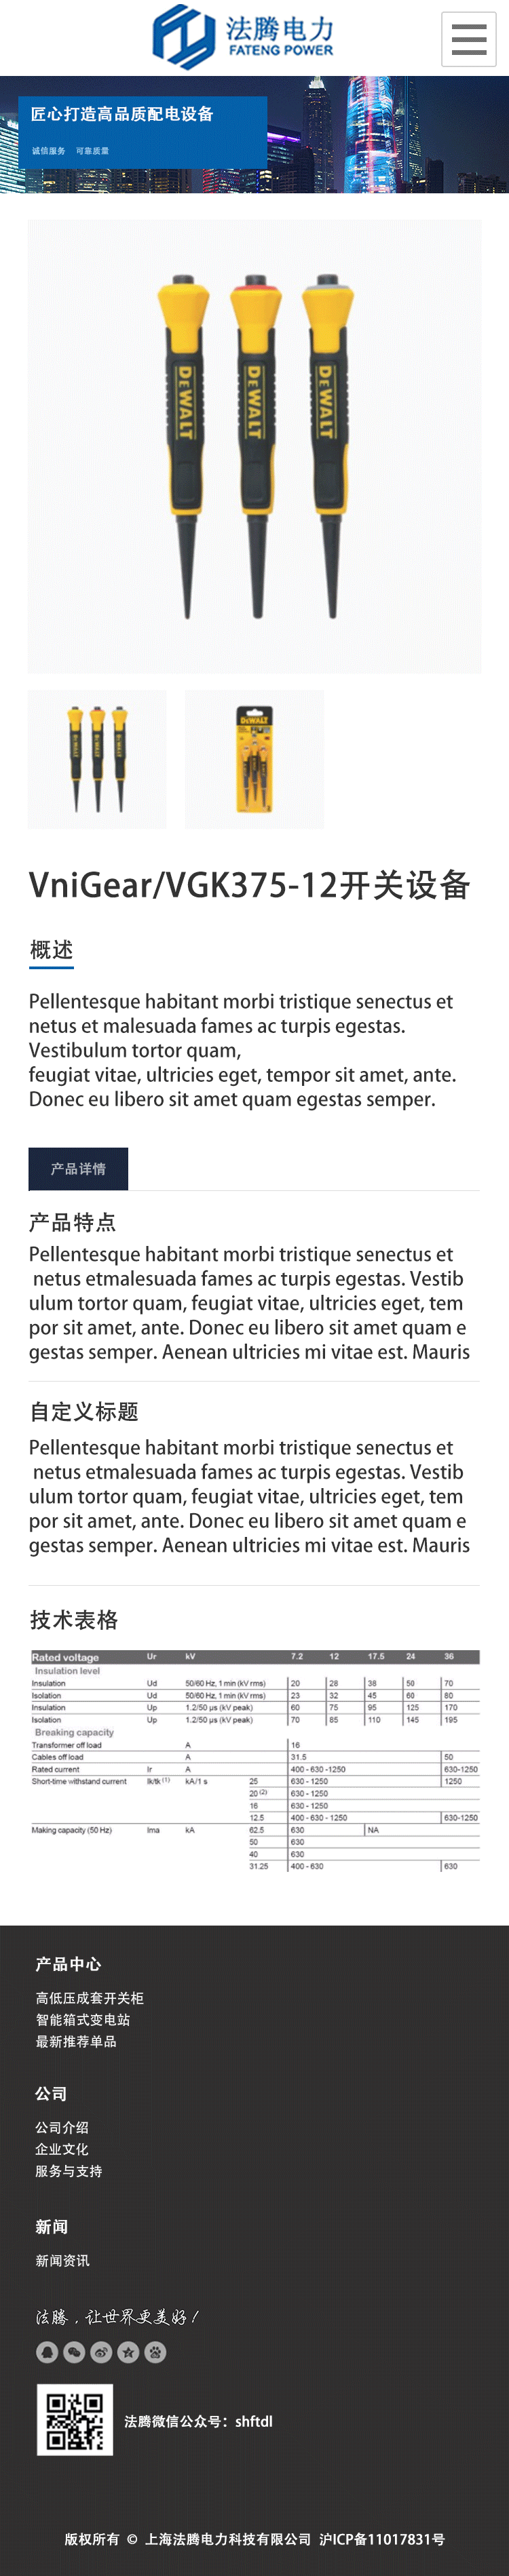 法腾电力
FATENG POWER
匠心打造高品质配电设备
诚信服务 可靠质量
DEWALT DEWALT DEWALT
DEWALT
VniGear/VGK375-12开关设备
概述
Pellentesque habitant morbi tristique senectus et
netus et malesuada fames ac turpis egestas.
Vestibulum tortor quam,
feugiat vitae, ultricies eget, tempor sit amet, ante.
Donec eu libero sit amet quam egestas semper.
产品详情
产品特点
Pellentesque habitant morbi tristique senectus et
netus etmalesuada fames ac turpis egestas. Vestib
ulum tortor quam, feugiat vitae, ultricies eget, tem
por sit amet, ante. Donec eu libero sit amet quam e
gestas semper. Aenean ultricies mi vitae est. Mauris
自定义标题
Pellentesque habitant morbi tristique senectus et
netus etmalesuada fames ac turpis egestas. Vestib
ulum tortor quam, feugiat vitae, ultricies eget, tem
por sit amet, ante. Donec eu libero sit amet quam e
gestas semper. Aenean ultricies mi vitae est. Mauris
技术表格
Rated voltage Ur kV 7.2 12 17.5 24 36
Insulation level
Insulation Ud 50/60 Hz, 1 min (kV rms) 20 28 38 50 70
Isolation Ud 50/60 Hz, 1 min (kV rms) 23 32 45 60 80
Insulation Up 1.2/50 µs (kV peak) 60 75 95 125 170
Isolation Up 1.2/50 µs (kV peak) 70 85 110 145 195
Breaking capacity
Transformer off load A 16
Cables off load A 31.5 50
Rated current Ir A 400 - 630 -1250 630-1250
Short-time withstand current Ik/tk (1) kA/1 s 25 630 - 1250 1250
20 (2) 630 - 1250
16 630 - 1250
12.5 400 - 630 - 1250 630-1250
Making capacity (50 Hz) Ima kA 62.5 630 NA
50 630
40 630
31.25 400 - 630 630
产品中心
高低压成套开关柜
智能箱式变电站
最新推荐单品
公司
公司介绍
企业文化
服务与支持
新闻
新闻资讯
法腾，让世界更美好！
法腾微信公众号：shftdl
版权所有 © 上海法腾电力科技有限公司 沪ICP备11017831号